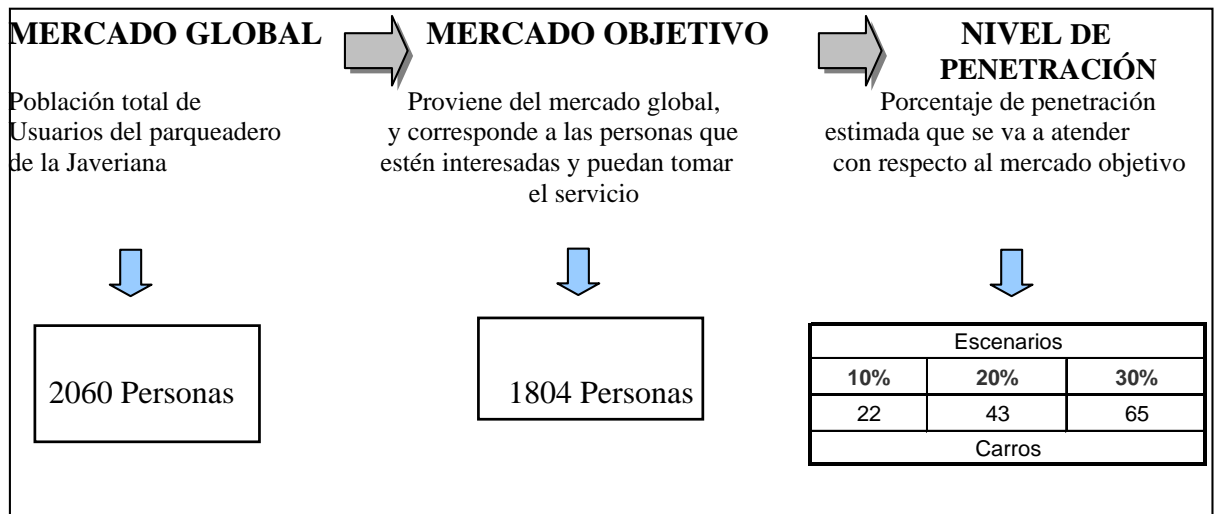 MERCADO GLOBAL
Población total de
Usuarios del parqueadero
de la Javeriana
2060 Personas
MERCADO OBJETIVO
Proviene del mercado global,
y corresponde a las personas que
estén interesadas y puedan tomar
el servicio
1804 Personas
NIVEL DE
PENETRACIÓN
Porcentaje de penetración
estimada que se va a atender
con respecto al mercado objetivo
Escenarios
10% 20% 30%
22 43 65
Carros